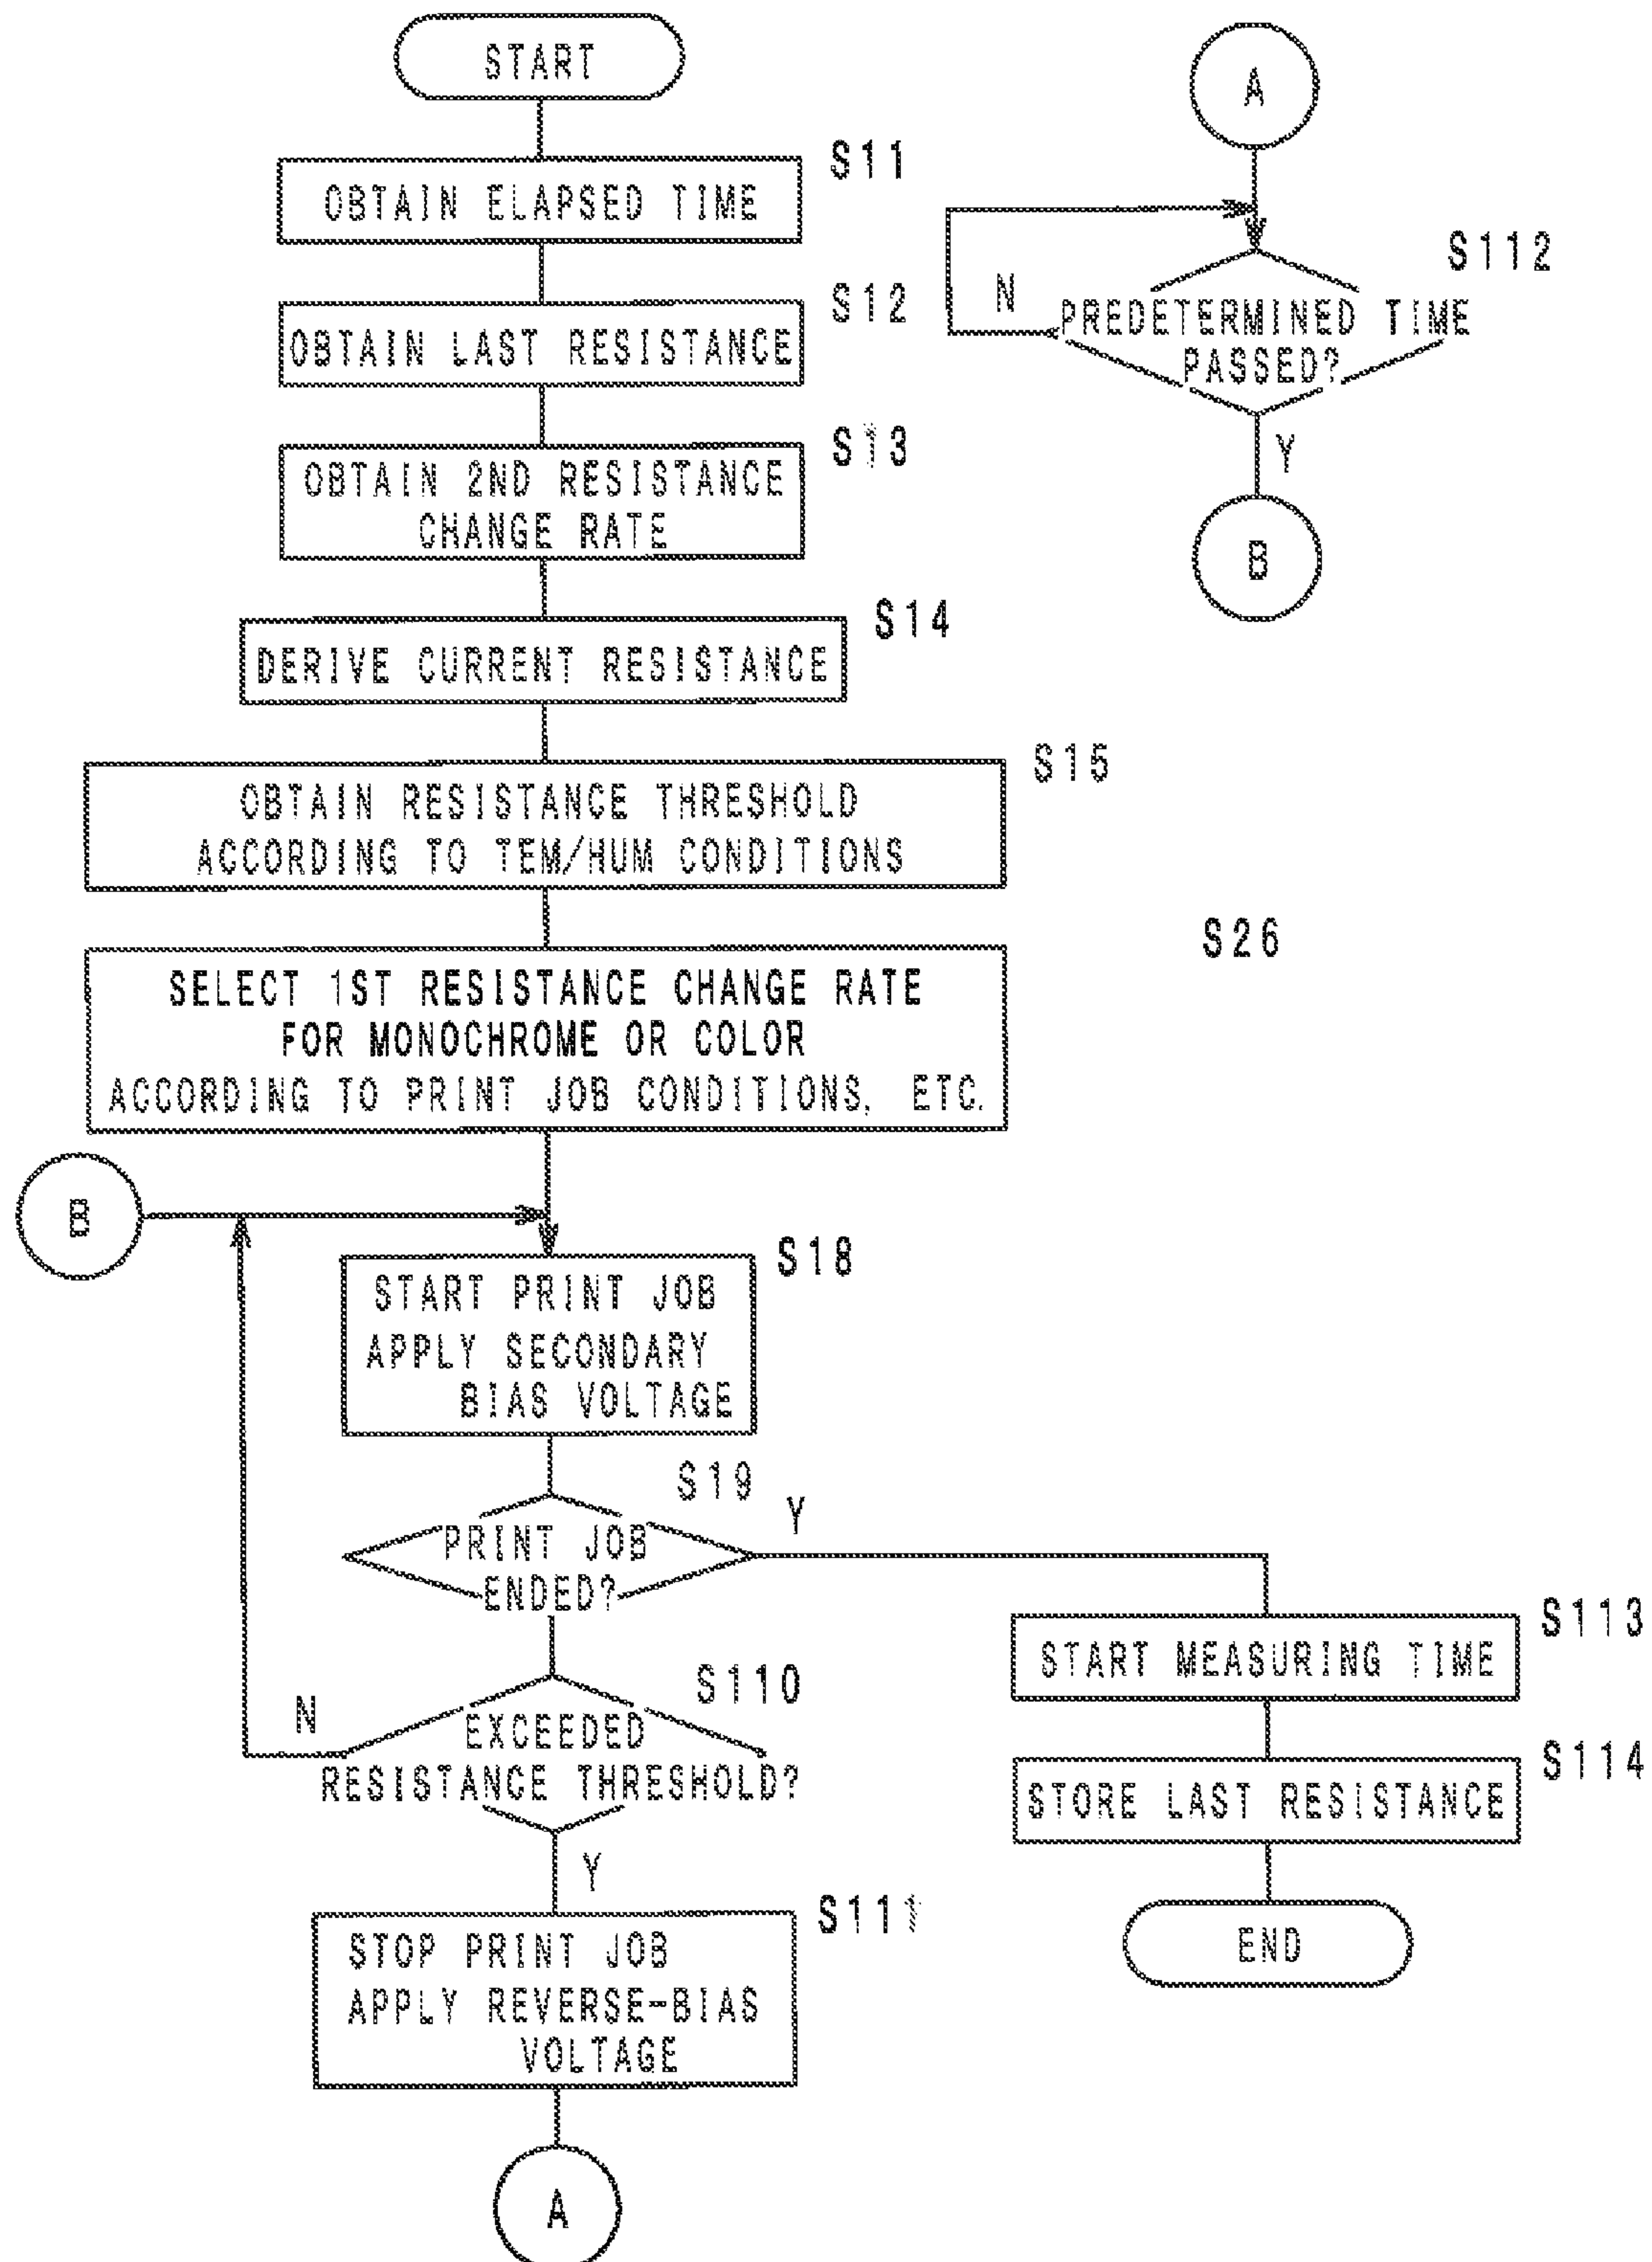 START
S11
OBTAIN ELAPSED TIME
S12
OBTAIN LAST RESISTANCE
S13
OBTAIN 2ND RESISTANCE
CHANGE RATE
S14
DERIVE CURRENT RESISTANCE
S15
OBTAIN RESISTANCE THRESHOLD
ACCORDING TO TEM/HUM CONDITIONS
S26
SELECT 1ST RESISTANCE CHANGE RATE
FOR MONOCHROME OR COLOR
ACCORDING TO PRINT JOB CONDITIONS, ETC.
B
S18
START PRINT JOB
APPLY SECONDARY
BIAS VOLTAGE
S19
Y
PRINT JOB
ENDED?
S110
N
EXCEEDED
RESISTANCE THRESHOLD?
Y
S111
STOP PRINT JOB
APPLY REVERSE-BIAS
VOLTAGE
A
A
S112
N
PREDETERMINED TIME
PASSED?
Y
B
S113
START MEASURING TIME
S114
STORE LAST RESISTANCE
END